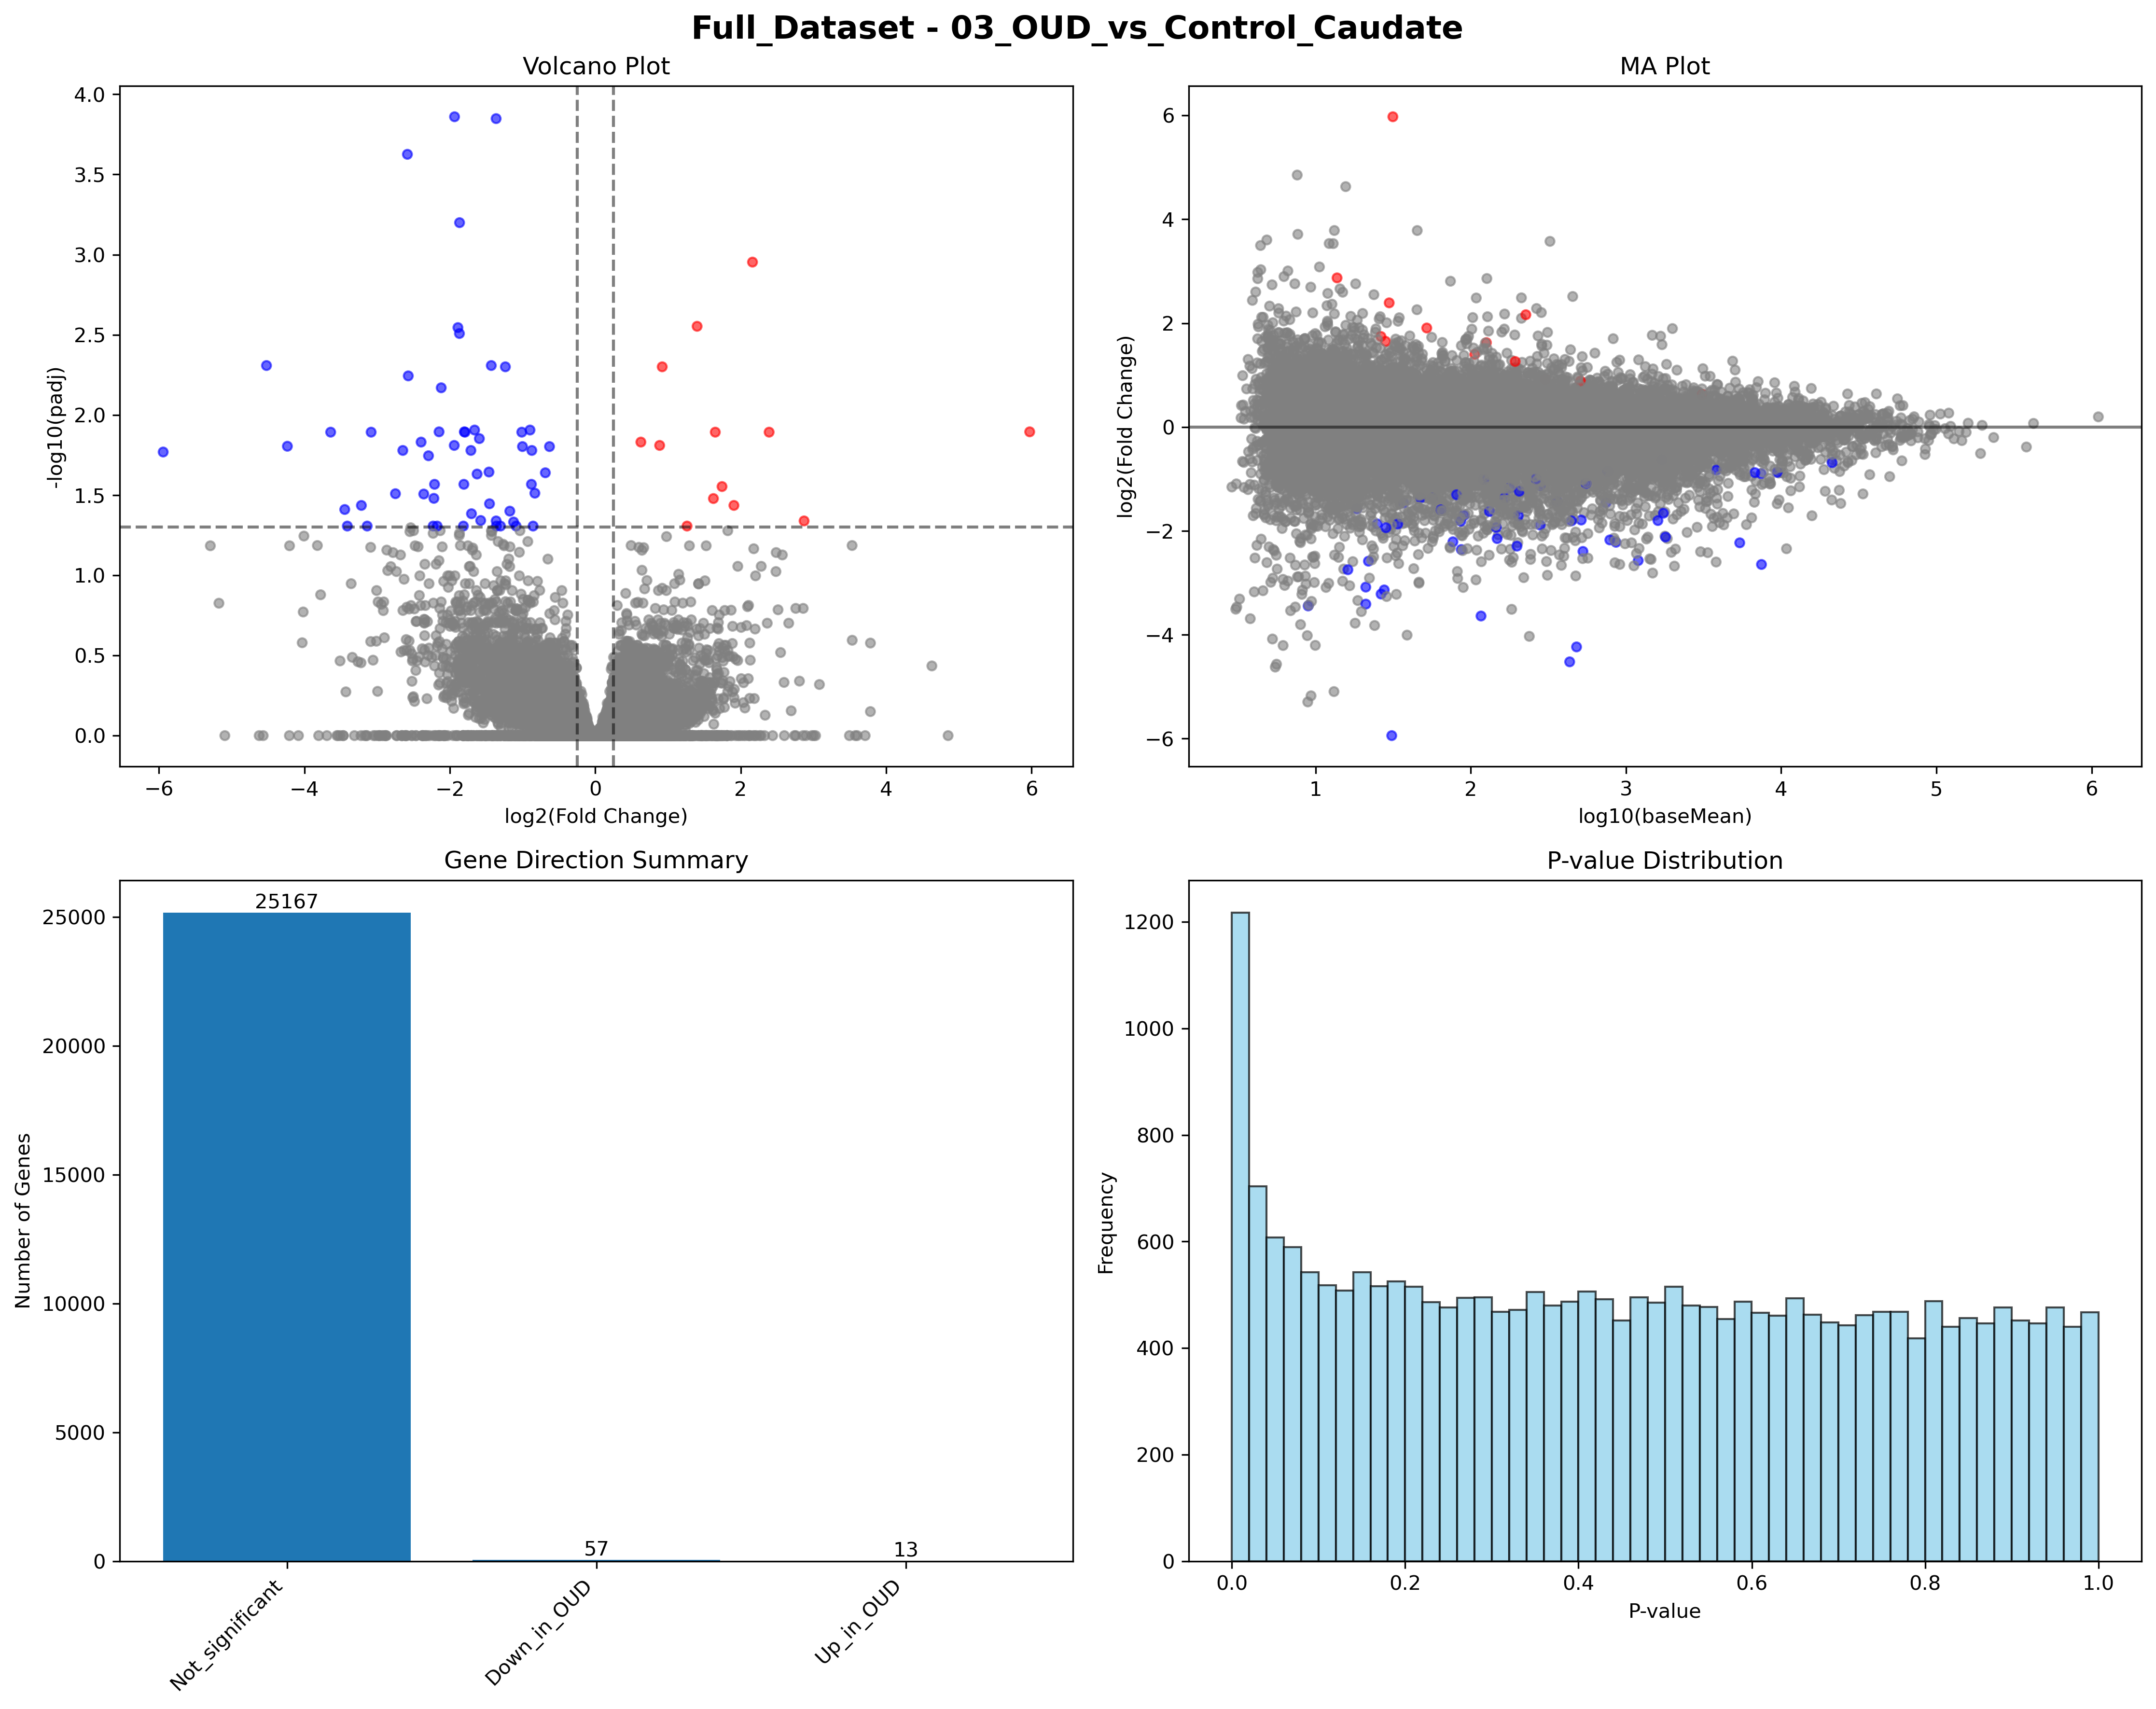 Full_Dataset - 03_OUD_vs_Control_Caudate
Volcano Plot
4.0
3.5
3.0
2.5
2.0
1.5
1.0
0.5
0.0
-log10(padj)
−6 −4 −2 0 2 4 6
log2(Fold Change)
MA Plot
6
4
2
0
−2
−4
−6
log2(Fold Change)
1 2 3 4 5 6
log10(baseMean)
Gene Direction Summary
25000
20000
15000
10000
5000
0
Number of Genes
25167
57
13
Not_significant
Down_in_OUD
Up_in_OUD
P-value Distribution
1200
1000
800
600
400
200
0
Frequency
0.0 0.2 0.4 0.6 0.8 1.0
P-value